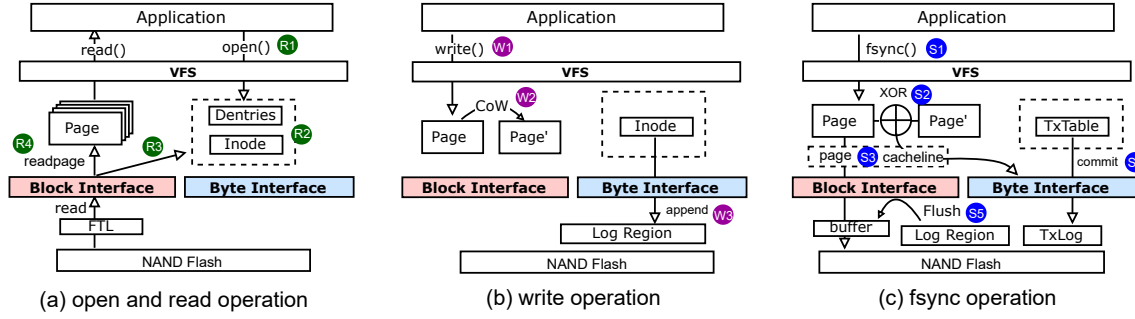 Application
read()
open()
R1
VFS
Page
Dentries
Inode
R2
R4
R3
readpage
Block Interface
Byte Interface
read
FTL
NAND Flash
(a) open and read operation
Application
write()
W1
VFS
CoW
W2
Page
Page'
Inode
Block Interface
Byte Interface
append
W3
Log Region
NAND Flash
(b) write operation
Application
fsync()
S1
VFS
XOR
S2
Page
Page'
TxTable
page
S3
cacheline
commit
Block Interface
Byte Interface
buffer
Flush
S5
Log Region
TxLog
NAND Flash
(c) fsync operation